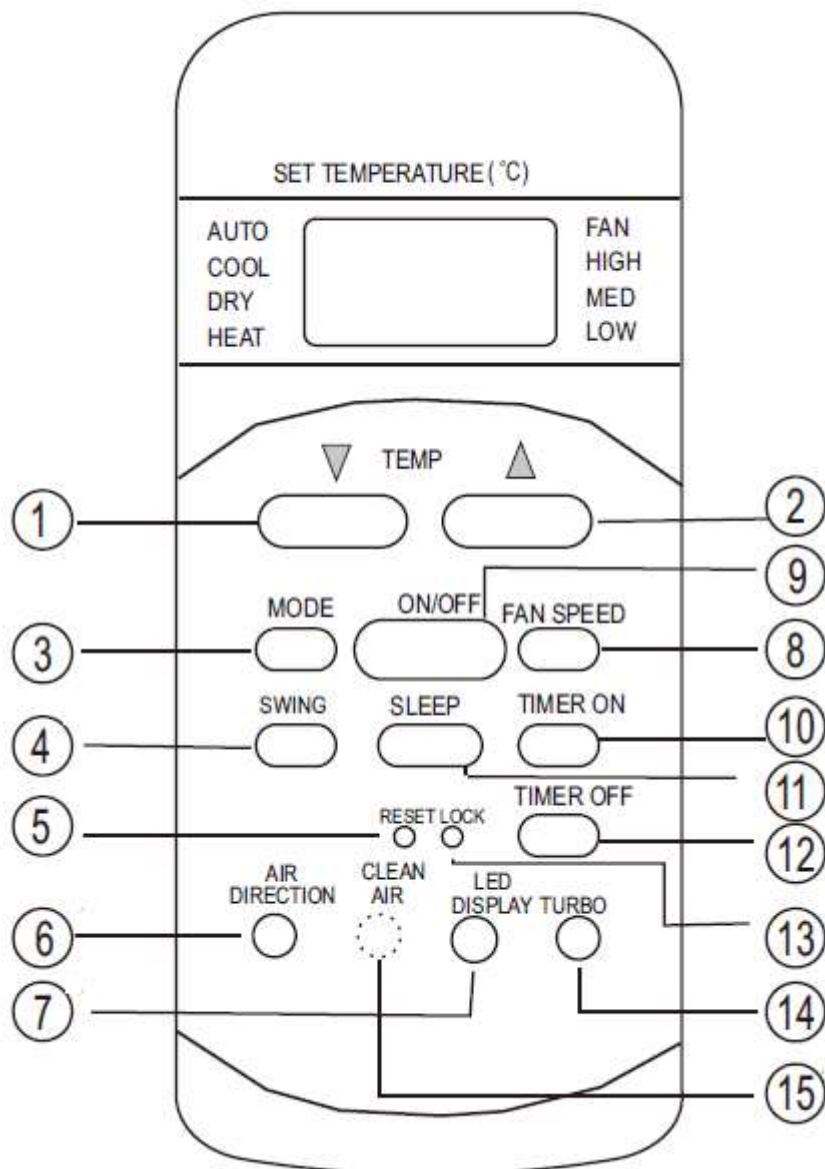 SET TEMPERATURE(°C)
AUTO
COOL
DRY
HEAT
FAN
HIGH
MED
LOW
TEMP
1
2
9
MODE
ON/OFF
FAN SPEED
3
8
SWING
SLEEP
TIMER ON
4
10
11
TIMER OFF
5
RESET LOCK
12
AIR
DIRECTION
CLEAN
AIR
LED
DISPLAY TURBO
6
13
7
14
15